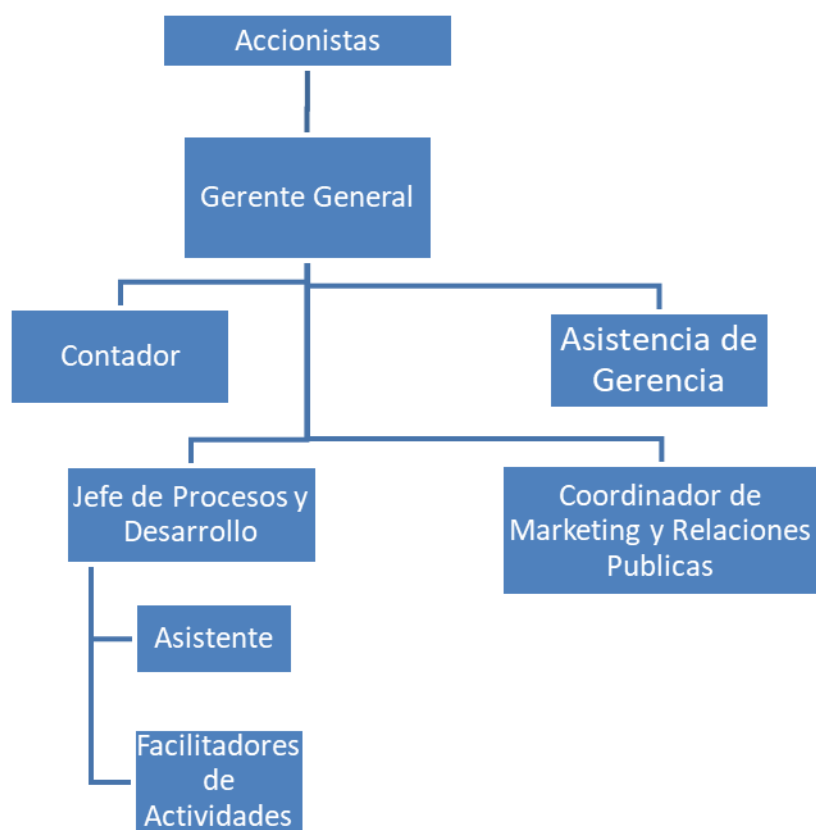 Accionistas
Gerente General
Contador
Asistencia de
Gerencia
Jefe de Procesos y
Desarrollo
Coordinador de
Marketing y Relaciones
Publicas
Asistente
Facilitadores
de
Actividades